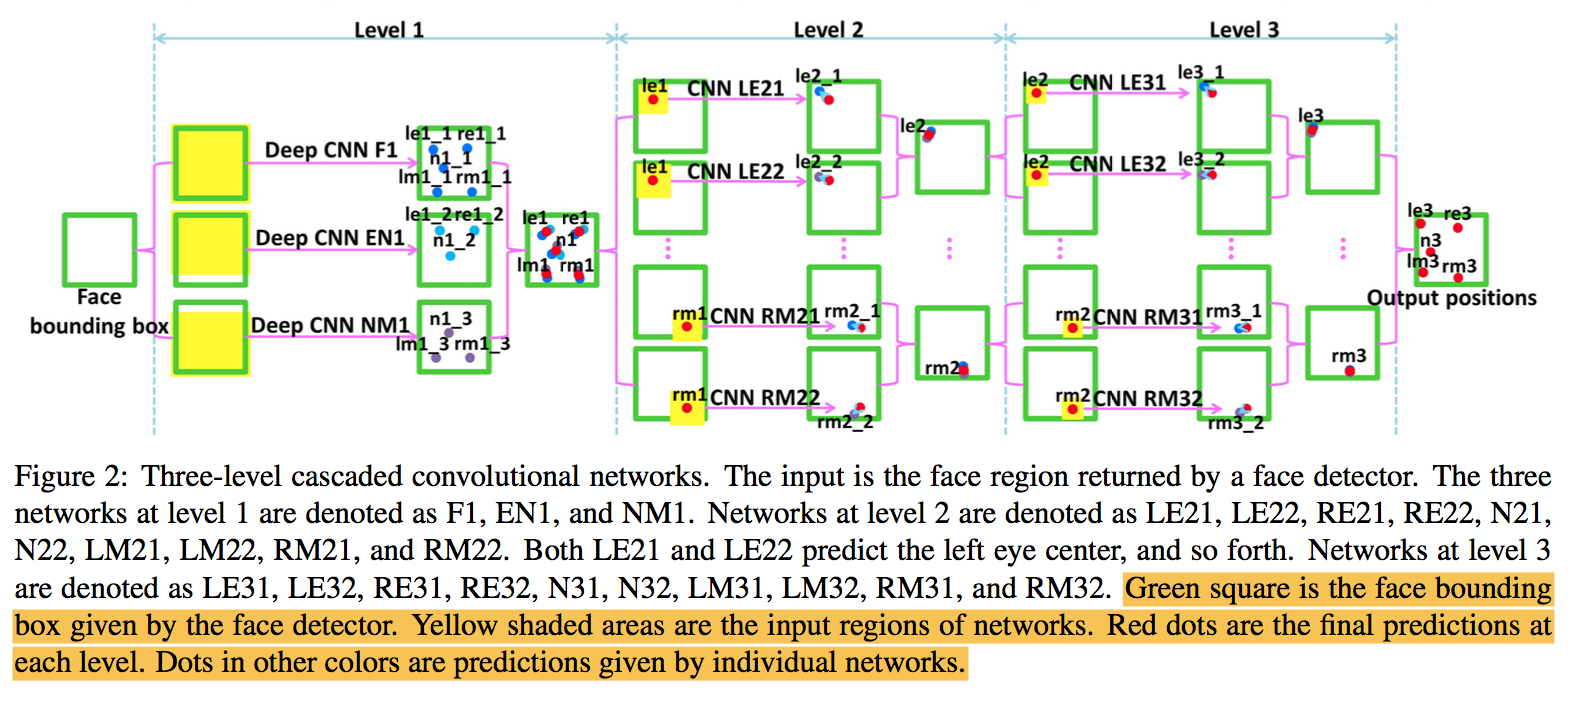 Level 1
Level 2
Level 3
Face
bounding box
Deep CNN F1
Deep CNN EN1
Deep CNN NM1
le1_1 re1_1
n1_1
lm1_1 rm1_1
le1_2 re1_2
n1_2
n1_3
lm1_3 rm1_3
le1 re1
n1
lm1 rm1
le1
CNN LE21
le2_1
le1
CNN LE22
le2_2
le2
rm1
CNN RM21
rm2_1
rm1
CNN RM22
rm2_2
rm2
le2
CNN LE31
le3_1
le2
CNN LE32
le3_2
le3
rm2
CNN RM31
rm3_1
rm2
CNN RM32
rm3_2
rm3
le3 re3
n3
lm3 rm3
Output positions
Figure 2: Three-level cascaded convolutional networks. The input is the face region returned by a face detector. The three
networks at level 1 are denoted as F1, EN1, and NM1. Networks at level 2 are denoted as LE21, LE22, RE21, RE22, N21,
N22, LM21, LM22, RM21, and RM22. Both LE21 and LE22 predict the left eye center, and so forth. Networks at level 3
are denoted as LE31, LE32, RE31, RE32, N31, N32, LM31, LM32, RM31, and RM32. Green square is the face bounding
box given by the face detector. Yellow shaded areas are the input regions of networks. Red dots are the final predictions at
each level. Dots in other colors are predictions given by individual networks.